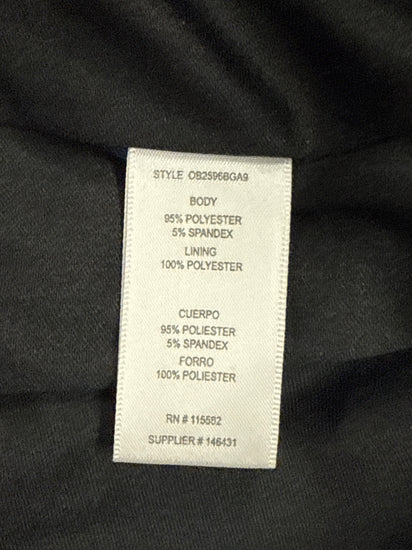 STYLE OB2596BGA9
BODY
95% POLYESTER
5% SPANDEX
LINING
100% POLYESTER
CUERPO
95% POLIESTER
5% SPANDEX
FORRO
100% POLIESTER
RN # 115582
SUPPLIER # 146431